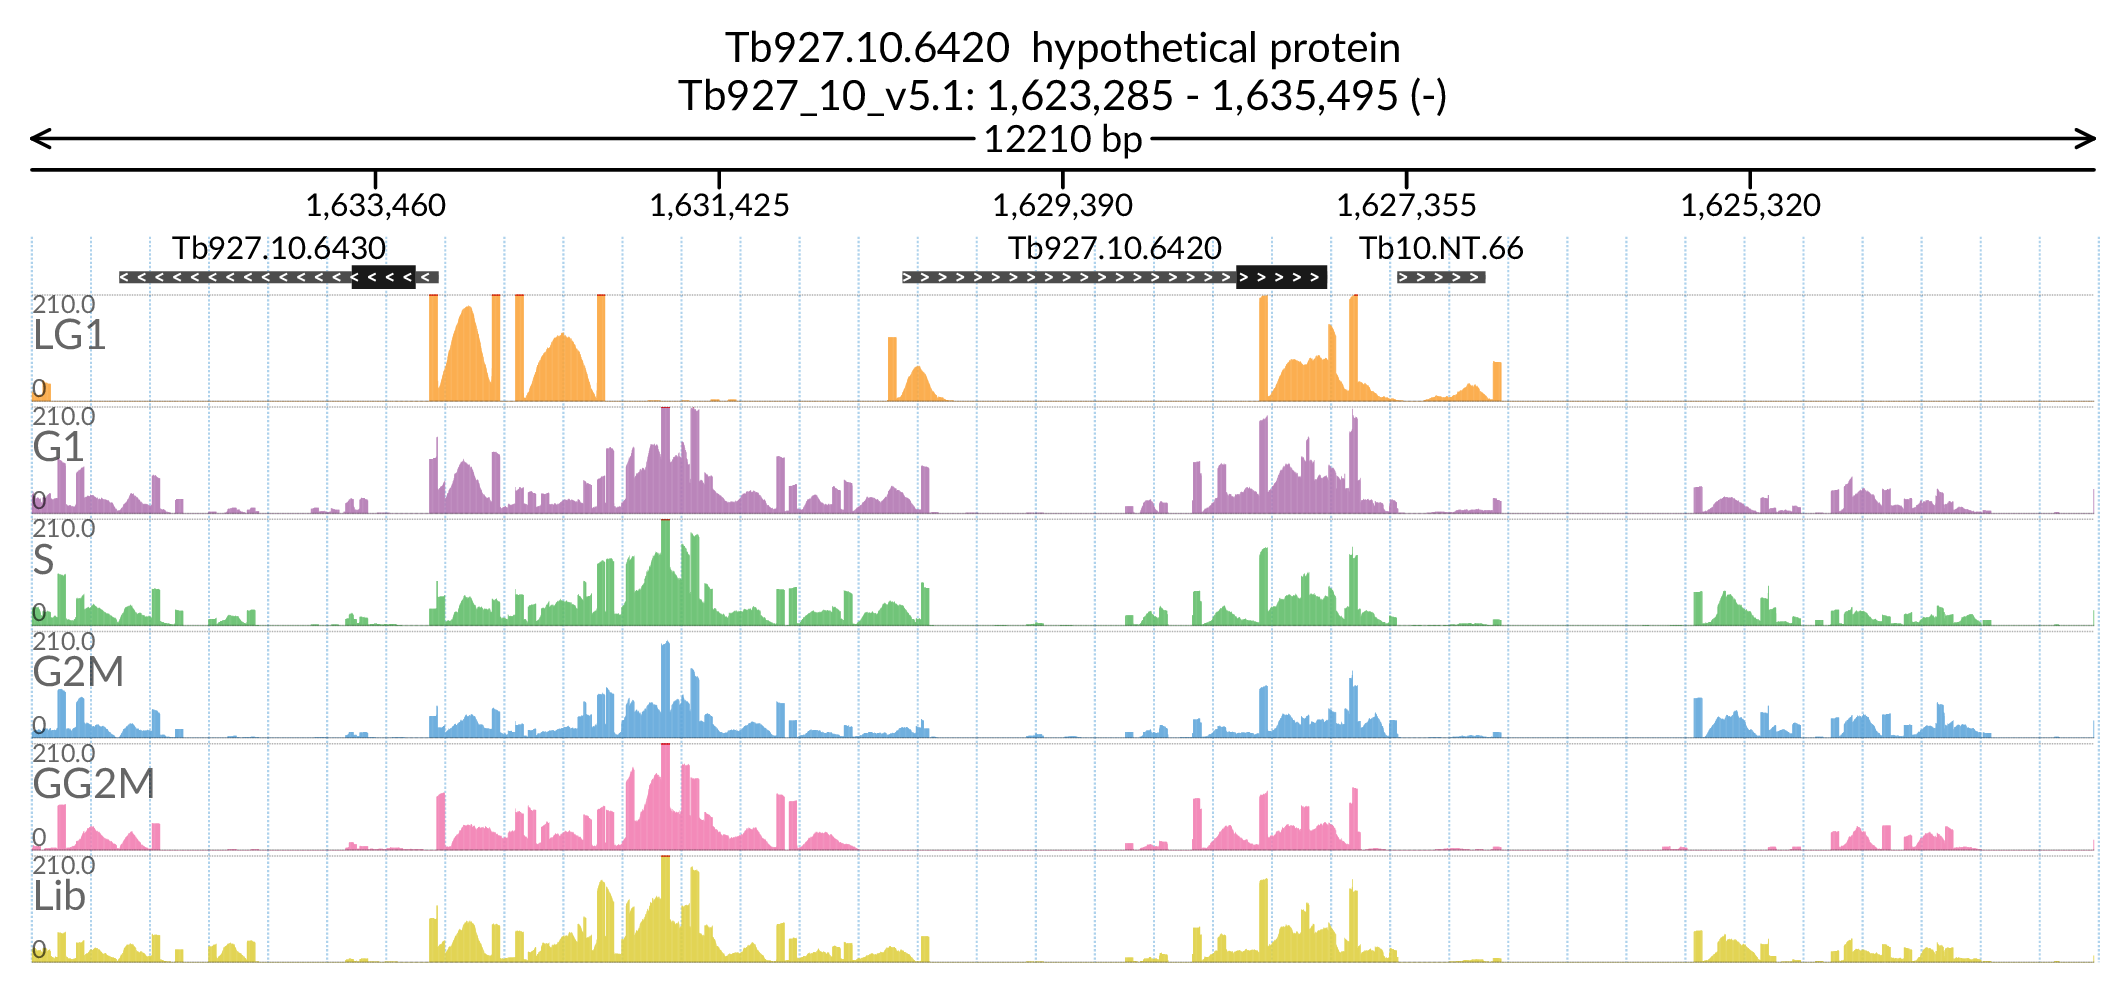 Tb927.10.6420 hypothetical protein
Tb927_10_v5.1: 1,623,285 - 1,635,495 (-)
12210 bp
1,633,460 1,631,425 1,629,390 1,627,355 1,625,320
Tb927.10.6430 Tb927.10.6420 Tb10.NT.66
210.0
LG1
0
210.0
G1
0
210.0
S
0
210.0
G2M
0
210.0
GG2M
0
210.0
Lib
0